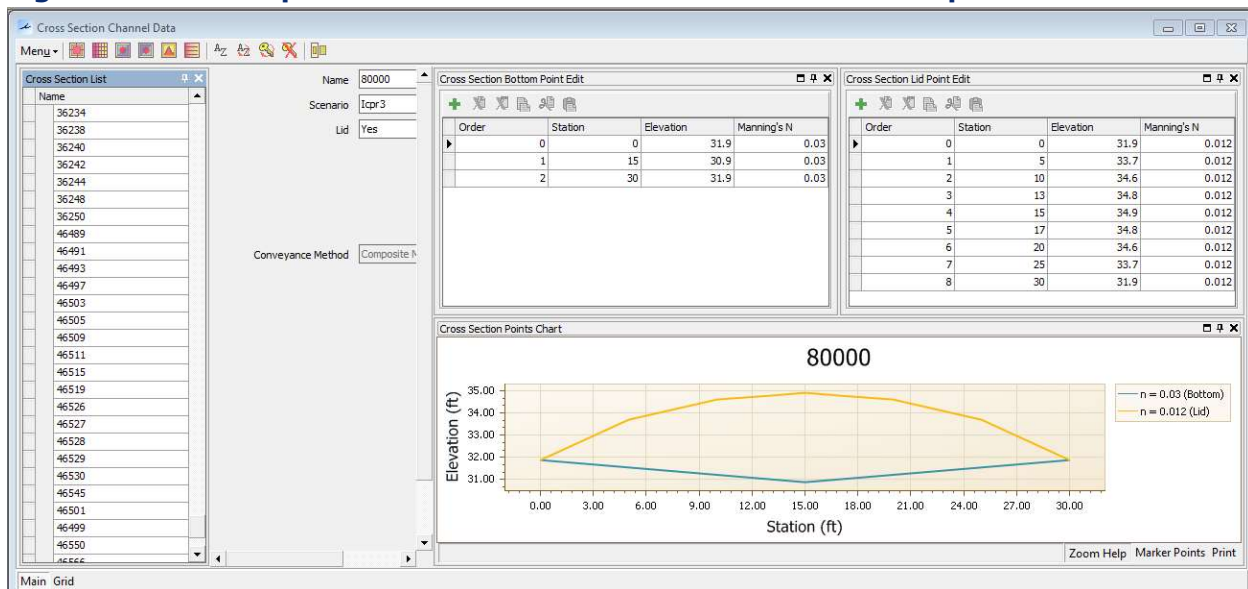 Cross Section Channel Data
Menu
Cross Section List
Name
36234
36238
36240
36242
36244
36248
36250
46489
46491
46493
46497
46503
46505
46509
46511
46515
46519
46526
46527
46528
46529
46530
46545
46501
46499
46550
Name 80000
Scenario Icpr3
Lid Yes
Conveyance Method Composite
Cross Section Bottom Point Edit
Order Station Elevation Manning's N
0 0 31.9 0.03
1 15 30.9 0.03
2 30 31.9 0.03
Cross Section Lid Point Edit
Order Station Elevation Manning's N
0 0 31.9 0.012
1 5 33.7 0.012
2 10 34.6 0.012
3 13 34.8 0.012
4 15 34.9 0.012
5 17 34.8 0.012
6 20 34.6 0.012
7 25 33.7 0.012
8 30 31.9 0.012
Cross Section Points Chart
80000
Elevation (ft)
35.00
34.00
33.00
32.00
31.00
0.00 3.00 6.00 9.00 12.00 15.00 18.00 21.00 24.00 27.00 30.00
Station (ft)
n = 0.03 (Bottom)
n = 0.012 (Lid)
Zoom Help Marker Points Print
Main Grid